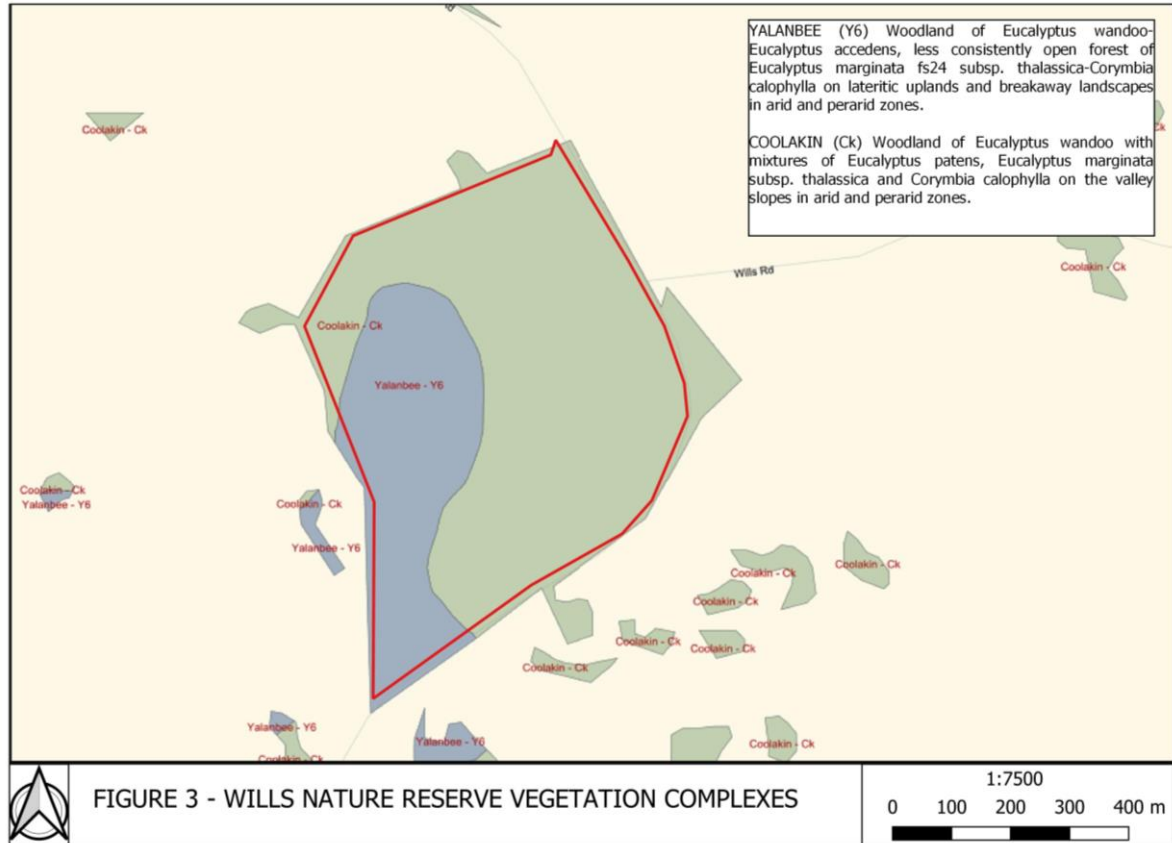 YALANBEE (Y6) Woodland of Eucalyptus wandoo-
Eucalyptus accedens, less consistently open forest of
Eucalyptus marginata fs24 subsp. thalassica-Corymbia
calophylla on lateritic uplands and breakaway landscapes
in arid and perarid zones.
COOLAKIN (Ck) Woodland of Eucalyptus wandoo with
mixtures of Eucalyptus patens, Eucalyptus marginata
subsp. thalassica and Corymbia calophylla on the valley
slopes in arid and perarid zones.
Coolakin - Ck
Ck
Wills Rd
Coolakin - Ck
Coolakin - Ck
Yalanbee - Y6
Coolakin - Ck
Yalanbee - Y6
Coolakin - Ck
Yalanbee - Y6
Coolakin - Ck
Coolakin - Ck
Coolakin - Ck
Coolakin - Ck
Coolakin - Ck
Coolakin - Ck
Yalanbee - Y6
Coolakin - Ck
Yalanbee - Y6
Coolakin - Ck
FIGURE 3 - WILLS NATURE RESERVE VEGETATION COMPLEXES
1:7500
0 100 200 300 400 m